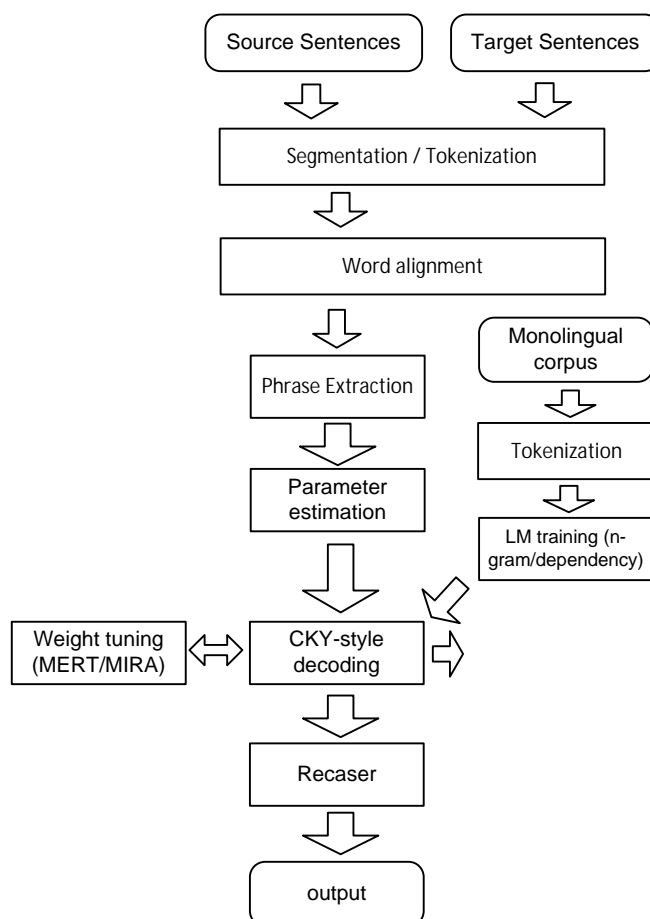 Source Sentences
Target Sentences
Segmentation / Tokenization
Word alignment
Monolingual
corpus
Phrase Extraction
Tokenization
Parameter
estimation
LM training (n-
gram/dependency)
Weight tuning
(MERT/MIRA)
CKY-style
decoding
Recaser
output